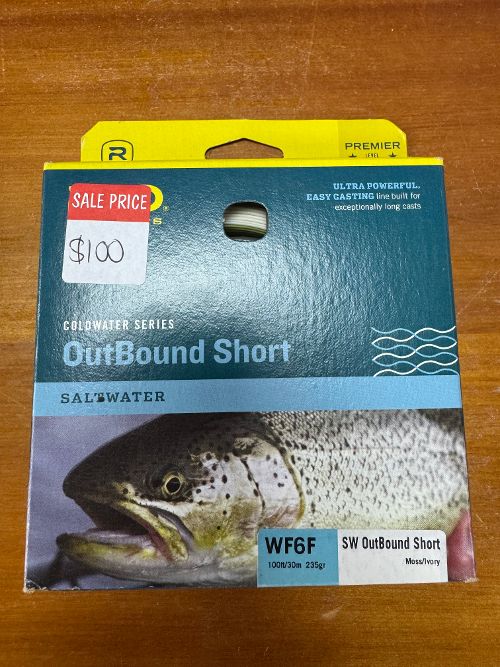 R
PREMIER
LEVEL
SALE PRICE
$100
ULTRA POWERFUL,
EASY CASTING line built for
exceptionally long casts
COLDWATER SERIES
OutBound Short
SALTWATER
WF6F
100ft/30m 235gr
SW OutBound Short
Moss/Ivory